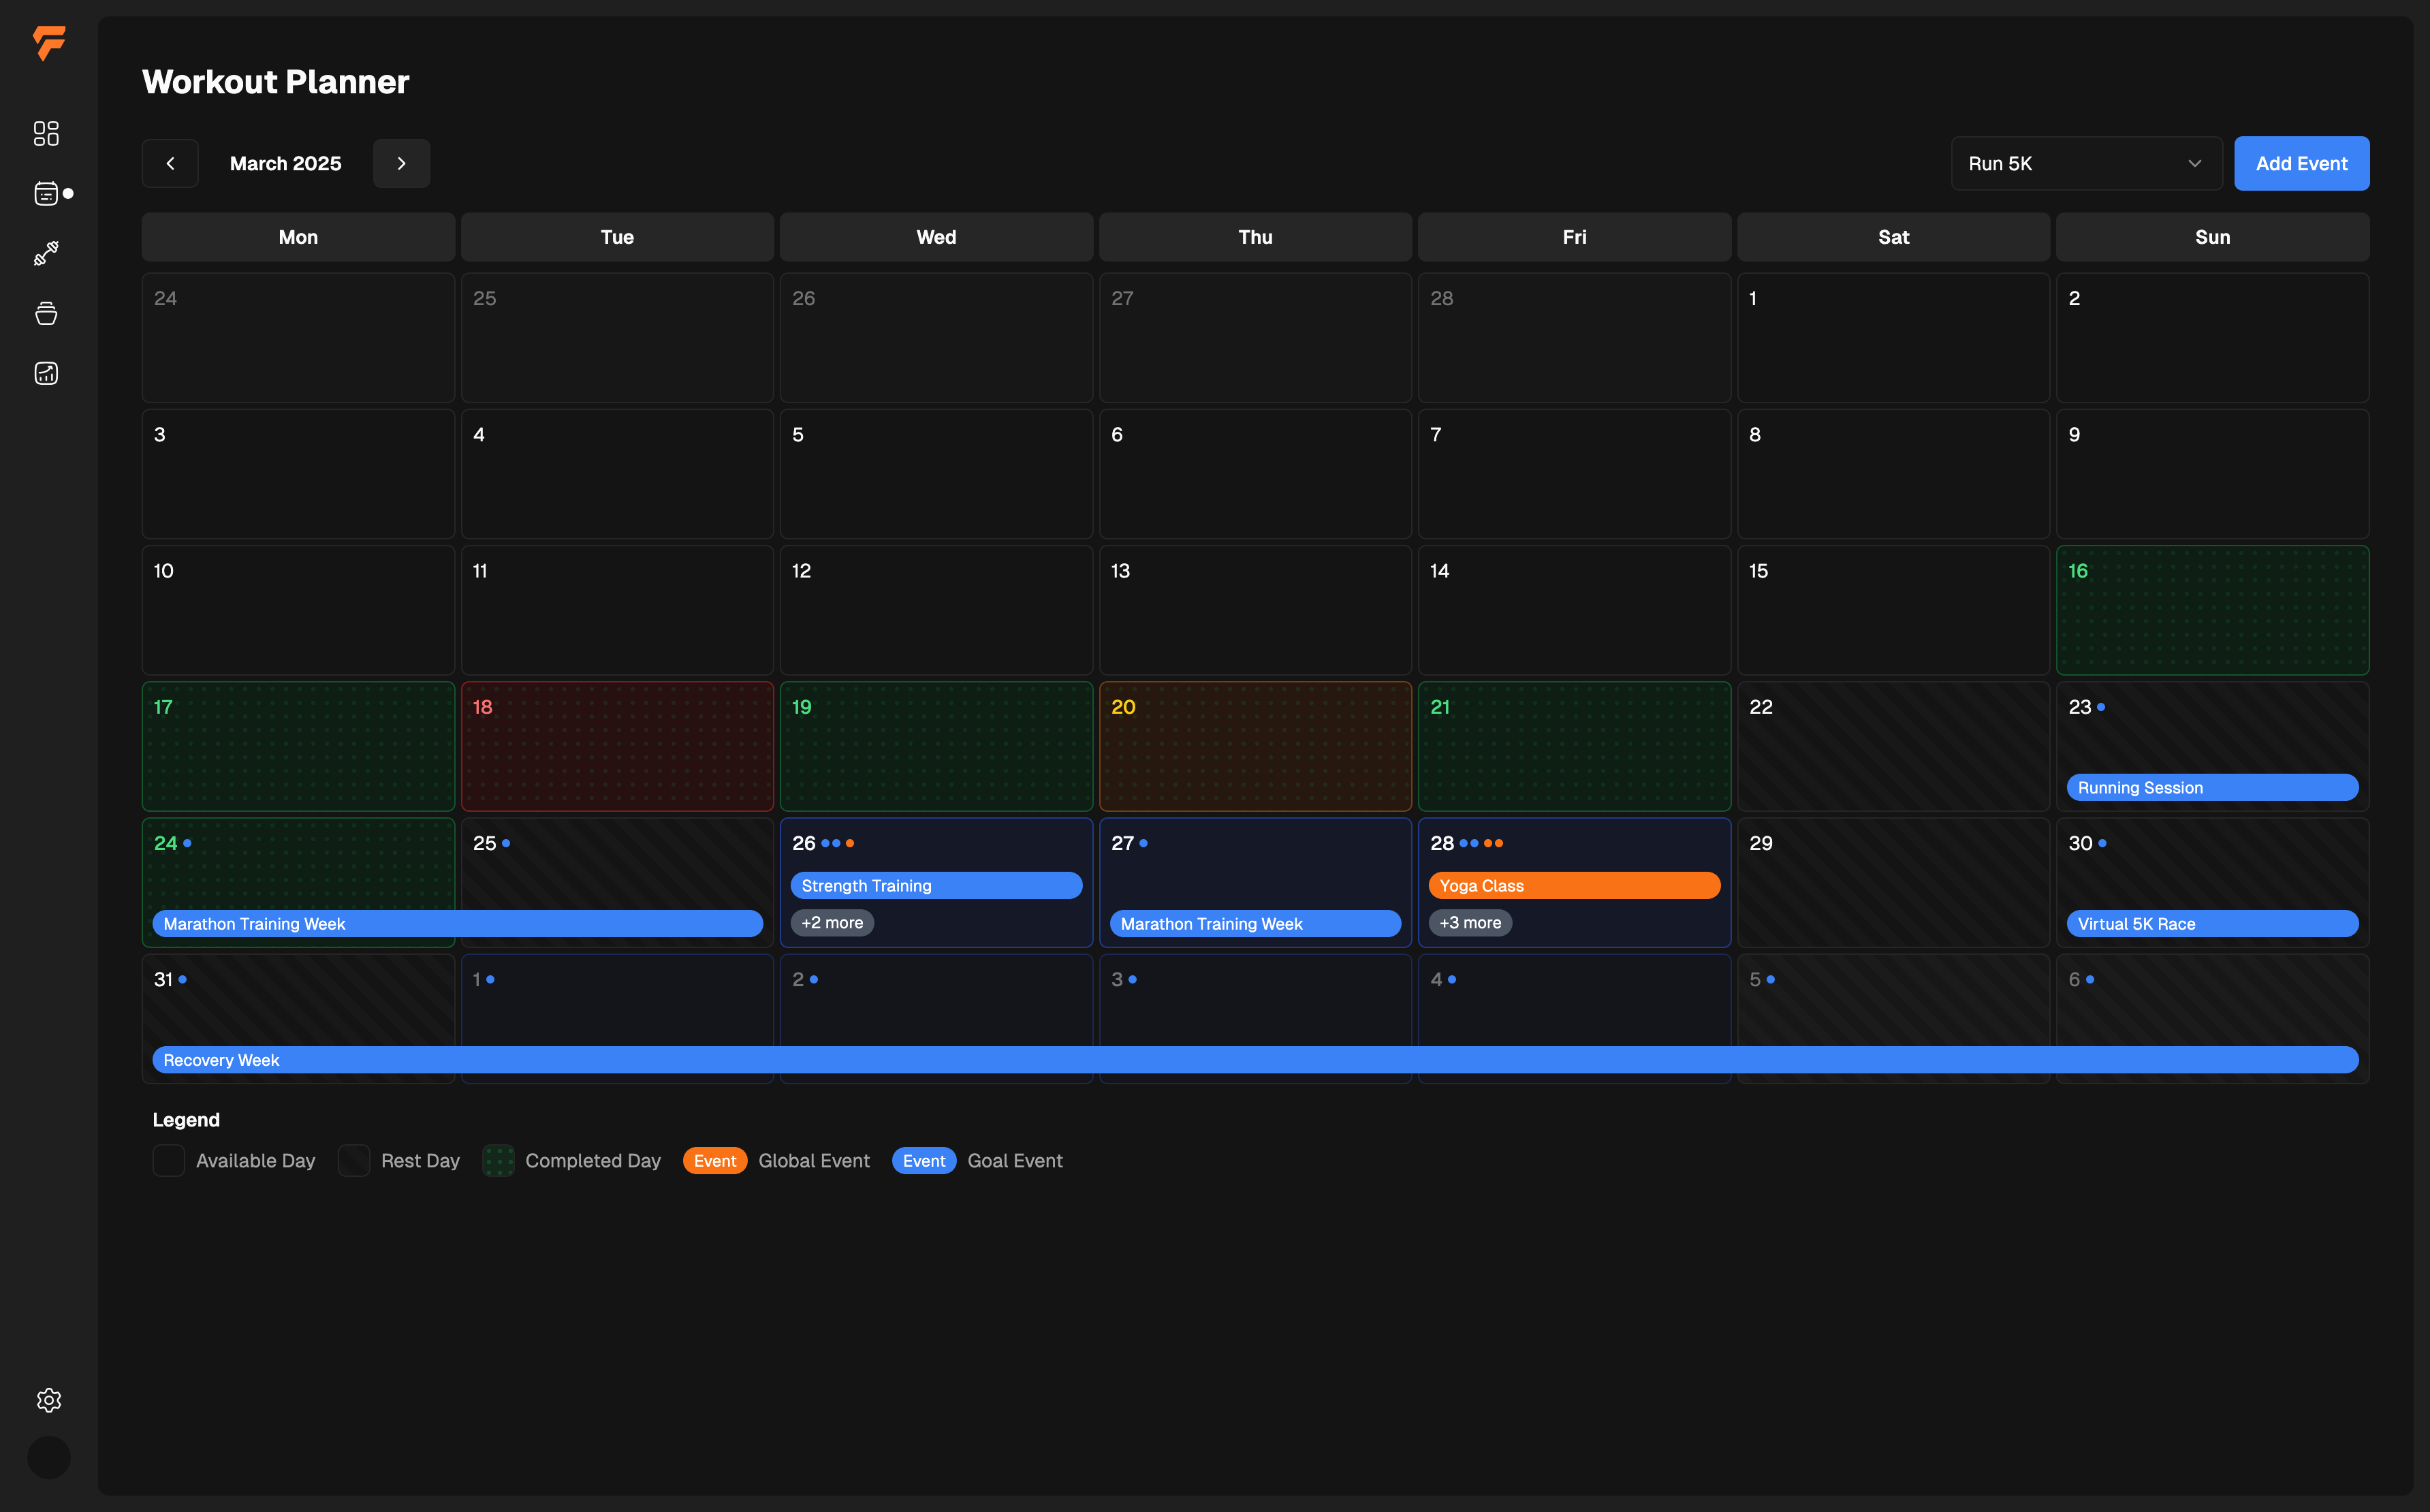 Workout Planner
March 2025
Run 5K
Add Event
Mon Tue Wed Thu Fri Sat Sun
24 25 26 27 28 1 2
3 4 5 6 7 8 9
10 11 12 13 14 15 16
17 18 19 20 21 22 23
Running Session
24 25 26 27 28 29 30
Strength Training Yoga Class
Marathon Training Week +2 more Marathon Training Week +3 more Virtual 5K Race
31 1 2 3 4 5 6
Recovery Week
Legend
Available Day Rest Day Completed Day Event Global Event Event Goal Event